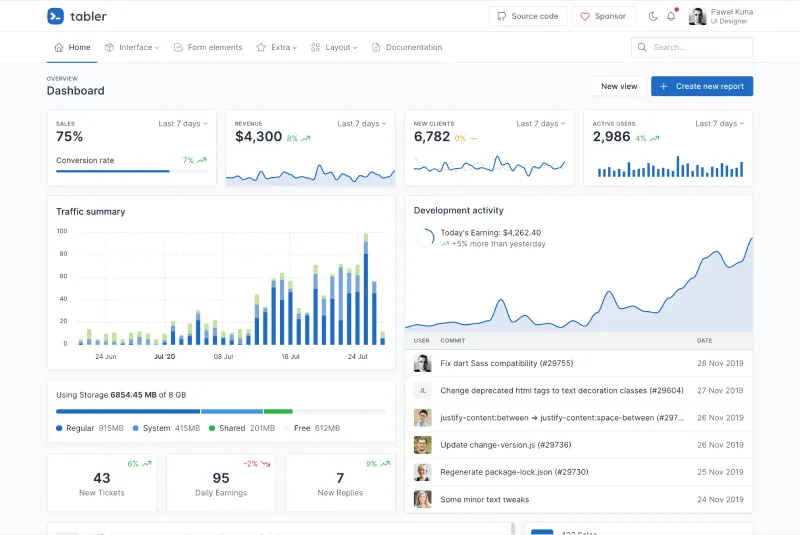 tabler
Source code
Sponsor
Paweł Kuna
UI Designer
Home
Interface
Form elements
Extra
Layout
Documentation
Search...
OVERVIEW
Dashboard
New view
Create new report
SALES
Last 7 days
75%
Conversion rate
7%
REVENUE
Last 7 days
$4,300 8%
NEW CLIENTS
Last 7 days
6,782 0%
ACTIVE USERS
Last 7 days
2,986 4%
Traffic summary
100
80
60
40
20
0
24 Jun
Jul '20
08 Jul
16 Jul
24 Jul
Using Storage 6854.45 MB of 8 GB
Regular 915MB
System 415MB
Shared 201MB
Free 612MB
6%
43
New Tickets
-2%
95
Daily Earnings
9%
7
New Replies
Development activity
Today's Earning: $4,262.40
+5% more than yesterday
USER COMMIT DATE
Fix dart Sass compatibility (#29755) 28 Nov 2019
JL Change deprecated html tags to text decoration classes (#29604) 27 Nov 2019
justify-content:between ⇒ justify-content:space-between (#297... 26 Nov 2019
Update change-version.js (#29736) 26 Nov 2019
Regenerate package-lock.json (#29730) 25 Nov 2019
Some minor text tweaks 24 Nov 2019